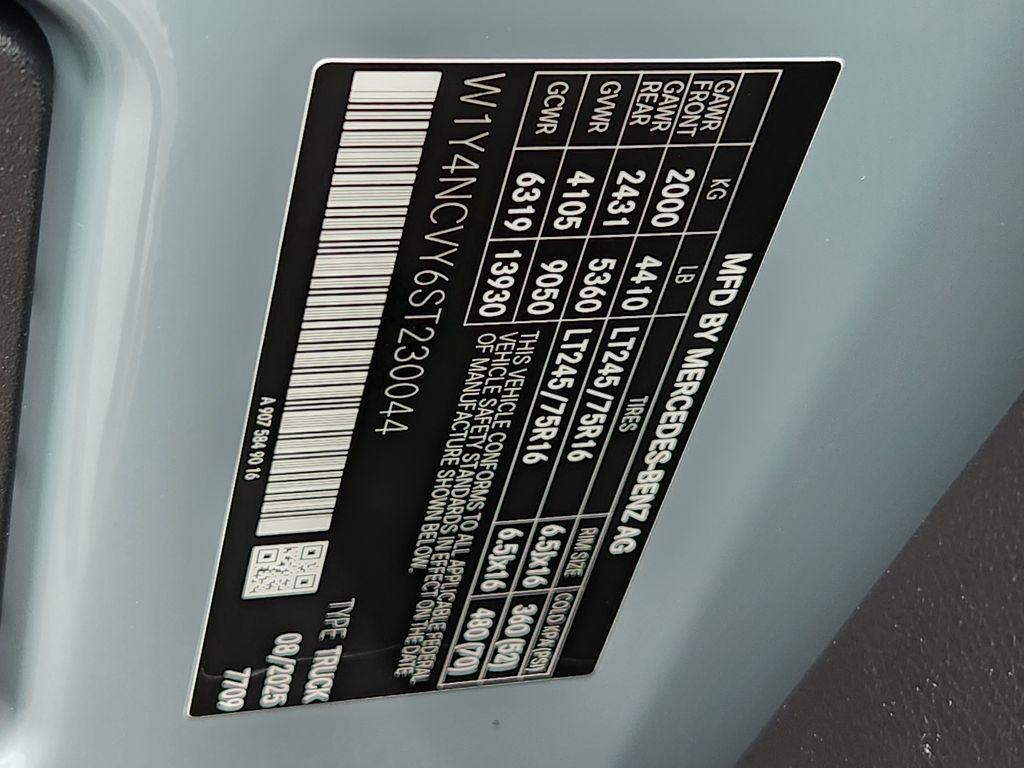 MFD BY MERCEDES-BENZ AG
KG LB TIRES RIM SIZE COLD KPA (PSI)
GAWR FRONT 2000 4410 LT245/75R16 6.5Jx16 360(52)
GAWR REAR 2431 5360 LT245/75R16 6.5Jx16 480(70)
GVWR 4105 9050
GCWR 6319 13930
THIS VEHICLE CONFORMS TO ALL APPLICABLE FEDERAL
VEHICLE SAFETY STANDARDS IN EFFECT ON THE DATE
OF MANUFACTURE SHOWN BELOW.
W1Y4NCVY6ST230044
TYPE TRUCK
08/2025
7709
A 907 584 90 16